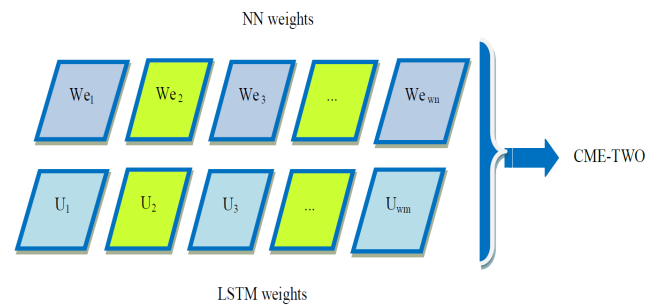 NN weights
We1 We2 We3 ... Wewn
CME-TWO
U1 U2 U3 ... Uwm
LSTM weights